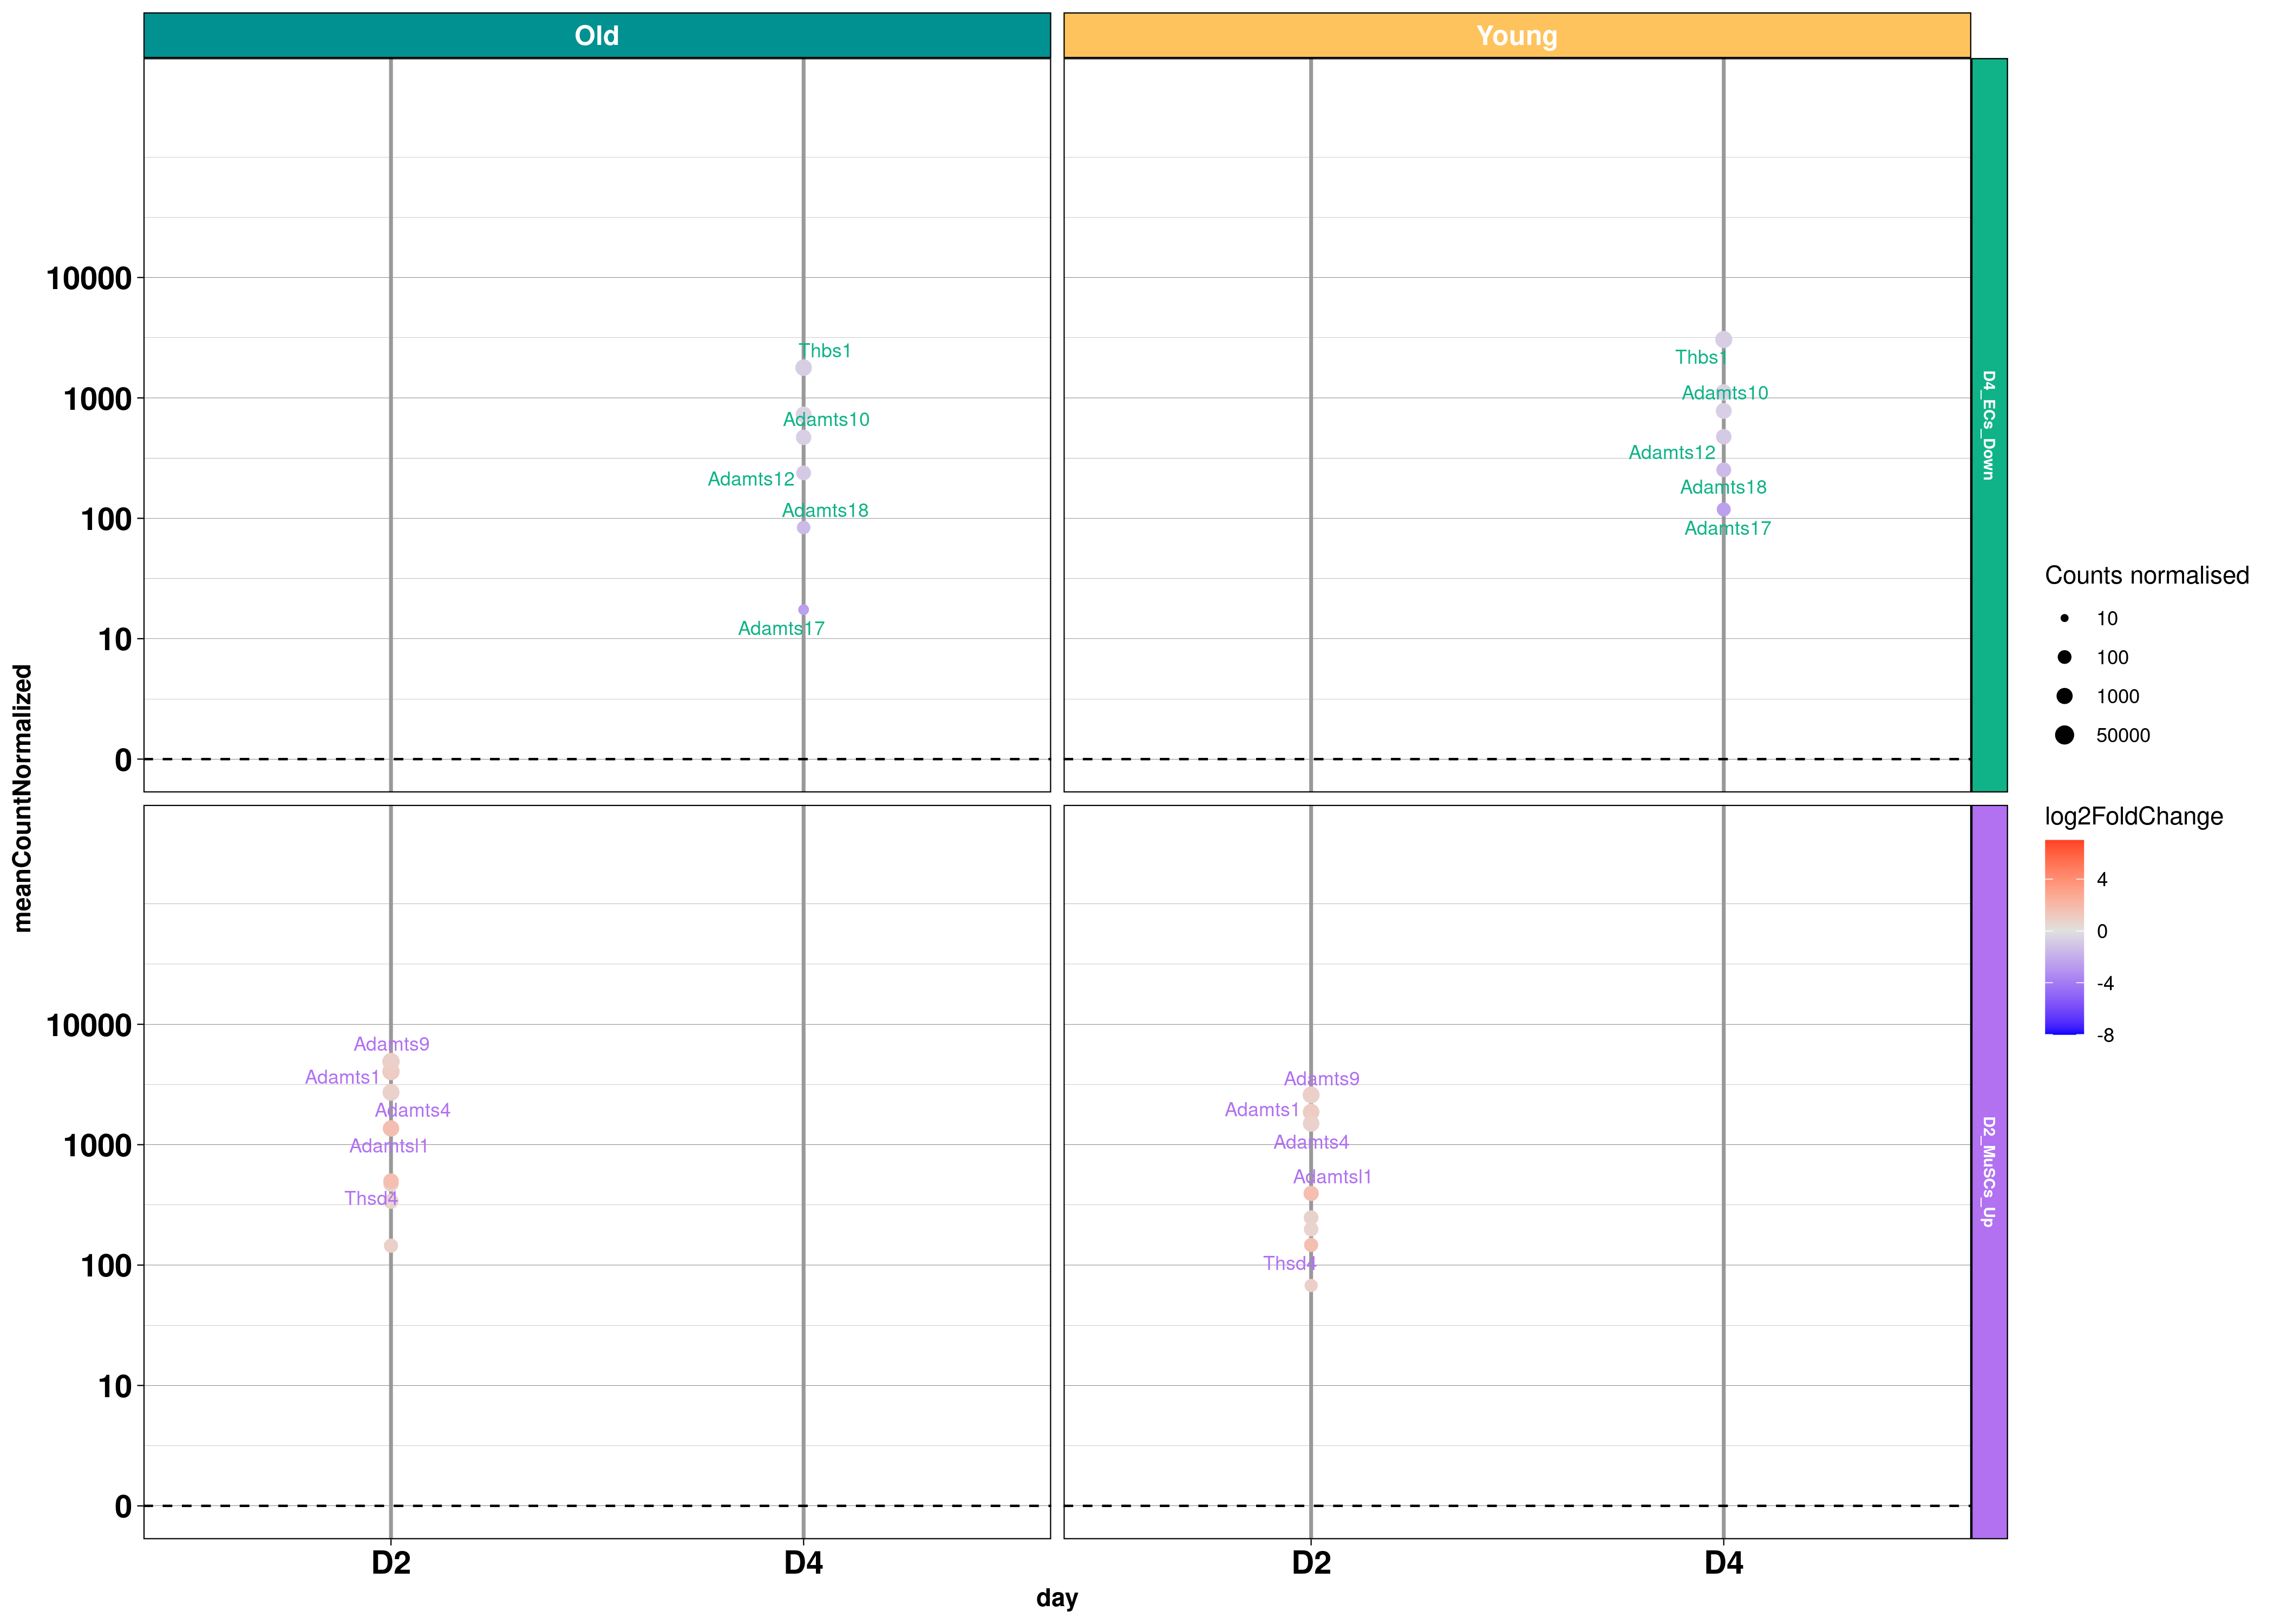 Old
Young
10000
1000
100
10
0
Thbs1
Adamts10
Adamts12
Adamts18
Adamts17
Thbs1
Adamts10
Adamts12
Adamts18
Adamts17
D4_ECs_Down
meanCountNormalized
10000
1000
100
10
0
Adamts9
Adamts1
Adamts4
Adamtsl1
Thsd4
Adamts9
Adamts1
Adamts4
Adamtsl1
Thsd4
D2_MuSCs_Up
D2
D4
D2
D4
day
Counts normalised
10
100
1000
50000
log2FoldChange
4
0
-4
-8